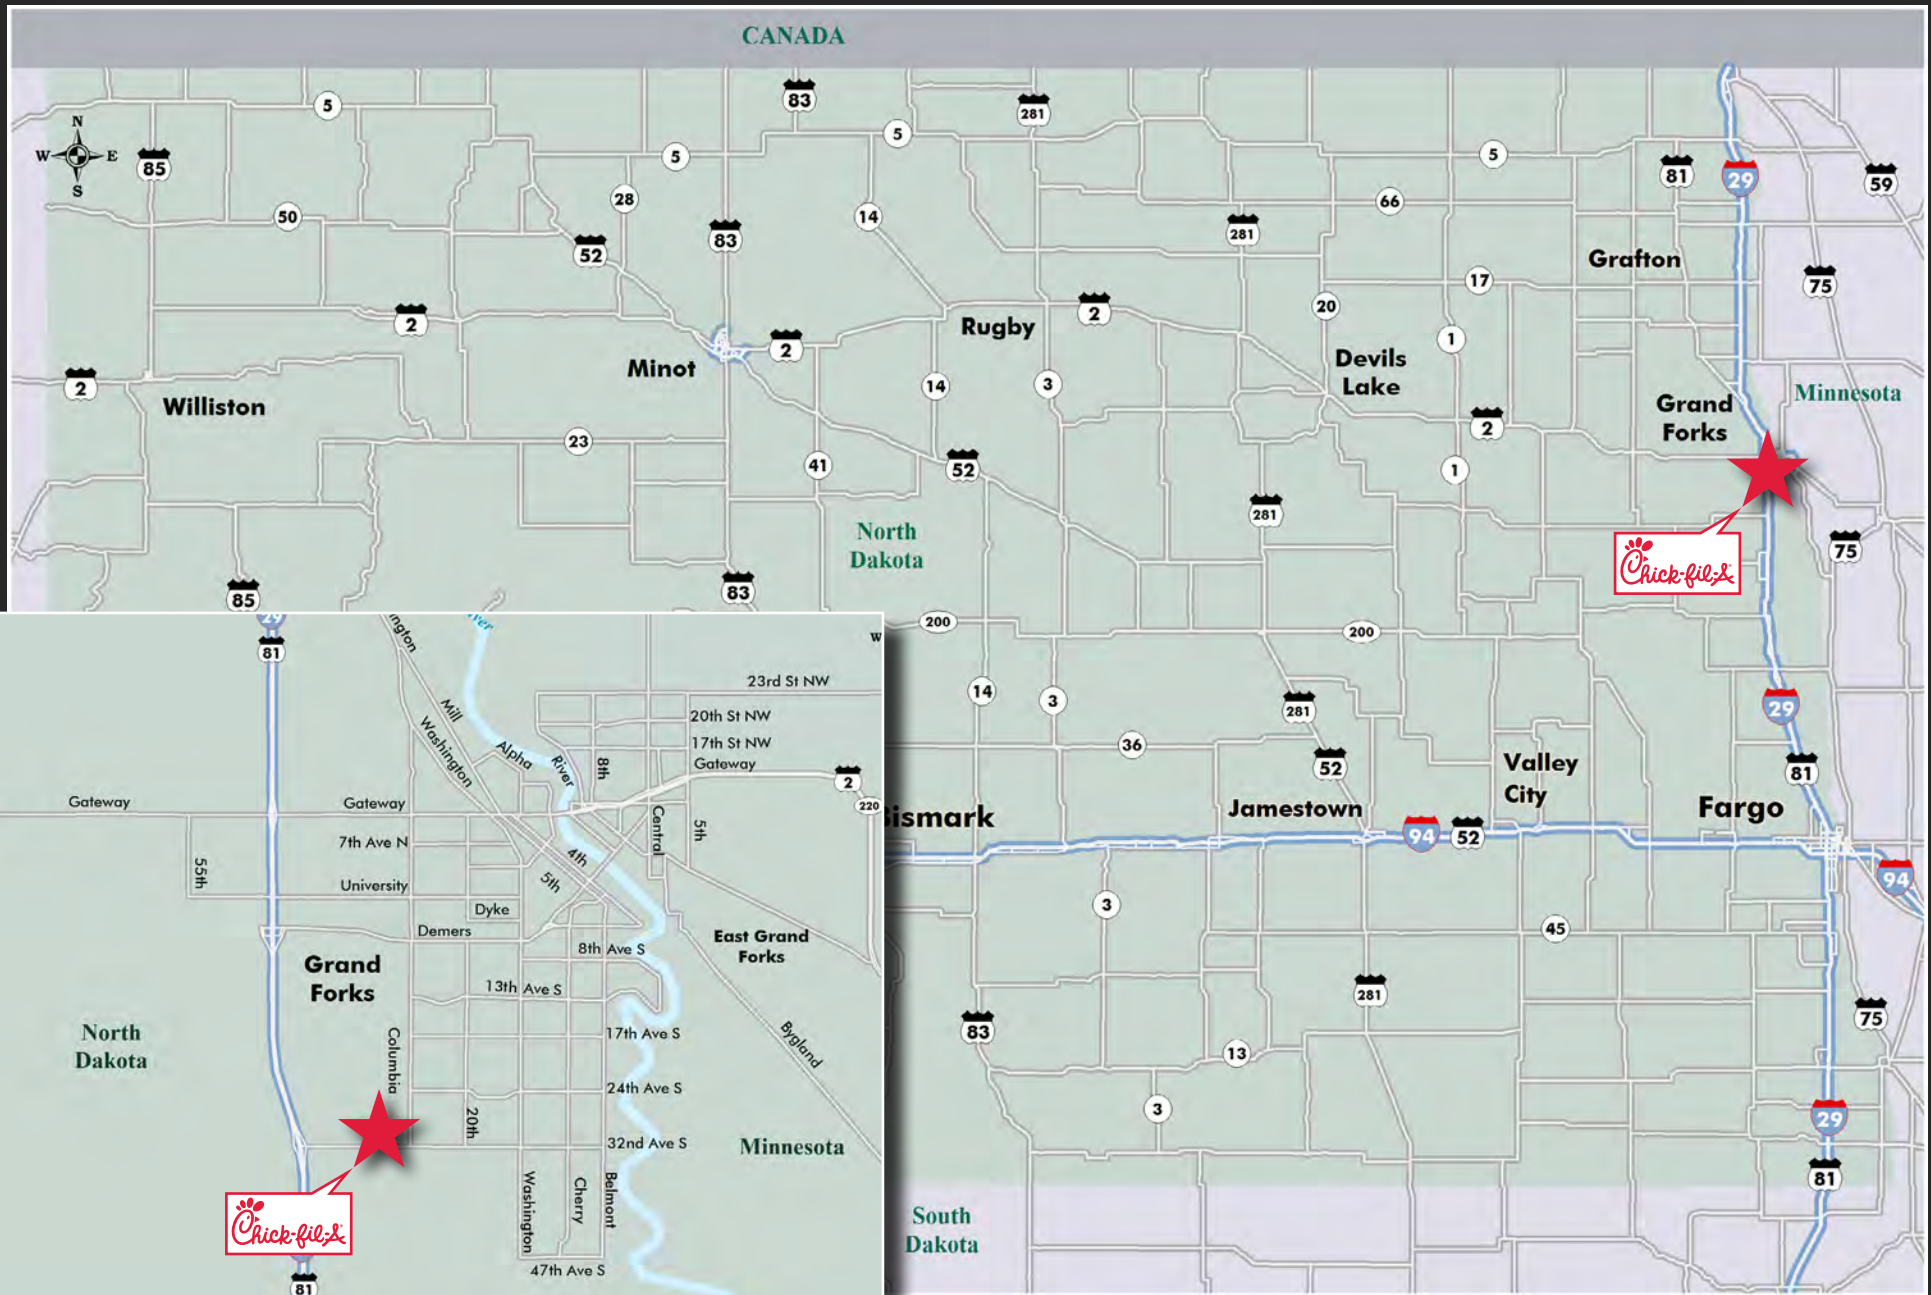 CANADA
83
281
5
5
N
W E
S
85
5
5
81
29
59
28
66
50
14
83
281
52
Grafton
17
75
20
2
2
Rugby
1
2
Minot
Devils
Lake
2
14
3
Minnesota
Williston
Grand
Forks
2
23
41
52
1
281
North
Dakota
75
Chick-fil-A
85
83
200
200
14
3
281
29
36
52
Valley
City
81
ismark
Jamestown
Fargo
94
52
94
3
45
281
83
75
13
3
29
81
South
Dakota
29
81
ington
ver
W
23rd St NW
Mill
20th St NW
Washington
17th St NW
Alpha
River
8th
Gateway
2
220
Gateway
Gateway
Central
5th
7th Ave N
4th
55th
University
5th
Dyke
Demers
8th Ave S
East Grand
Forks
Grand
Forks
13th Ave S
North
Dakota
Columbia
17th Ave S
Bygland
24th Ave S
20th
32nd Ave S
Minnesota
Chick-fil-A
Washington
Cherry
Belmont
47th Ave S
81